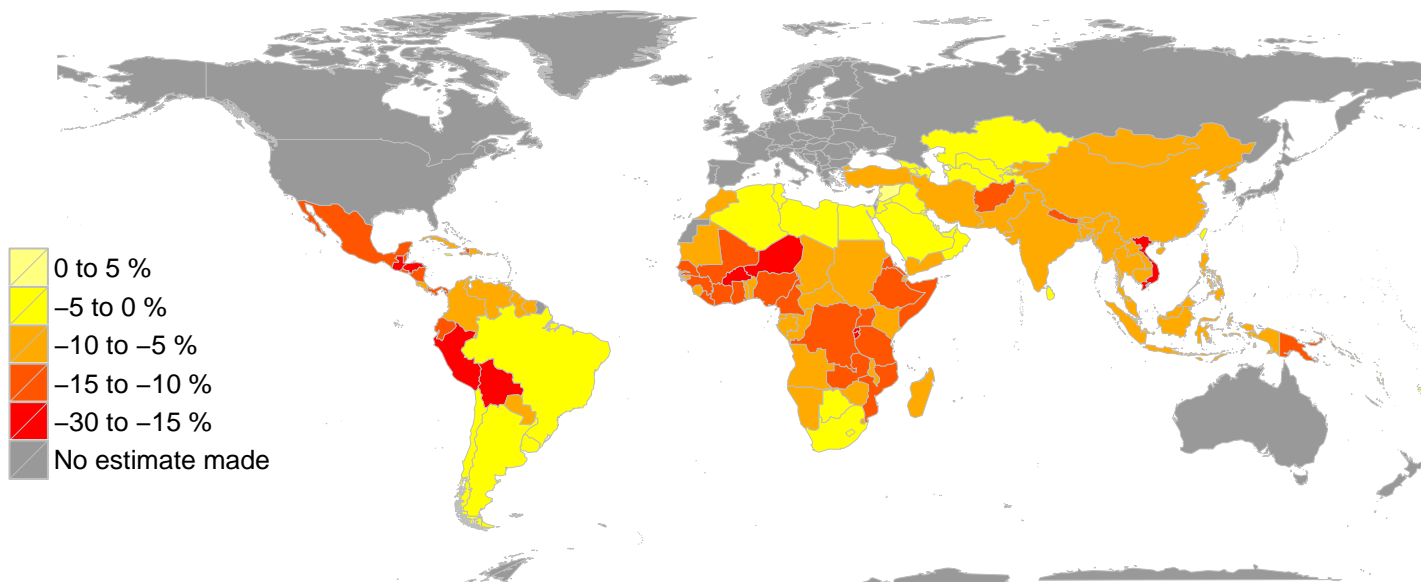 0 to 5 %
−5 to 0 %
−10 to −5 %
−15 to −10 %
−30 to −15 %
No estimate made